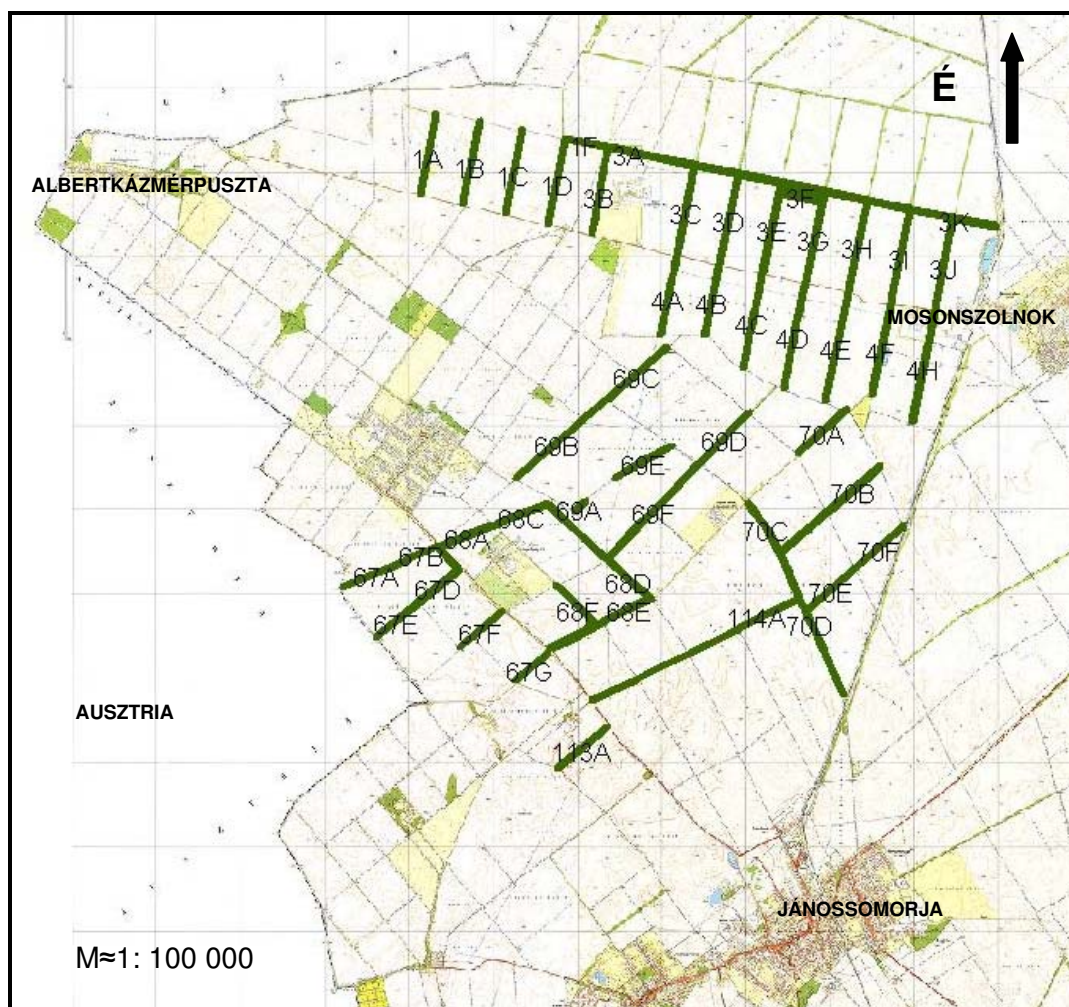 É
1A
1B
1C
1D
1F
3A
3B
3C
3D
3E
3F
3G
3H
3I
3J
3K
ALBERTKÁZMÉRPUSZTA
4A
4B
4C
4D
4E
4F
4H
MOSONSZOLNOK
69C
69B
69E
69D
70A
69A
69F
70B
70C
70F
68C
68A
67B
67A
67D
67E
67F
67G
68D
68F
68E
70E
70D
114A
AUSZTRIA
113A
JÁNOSSOMORJA
M≈1: 100 000